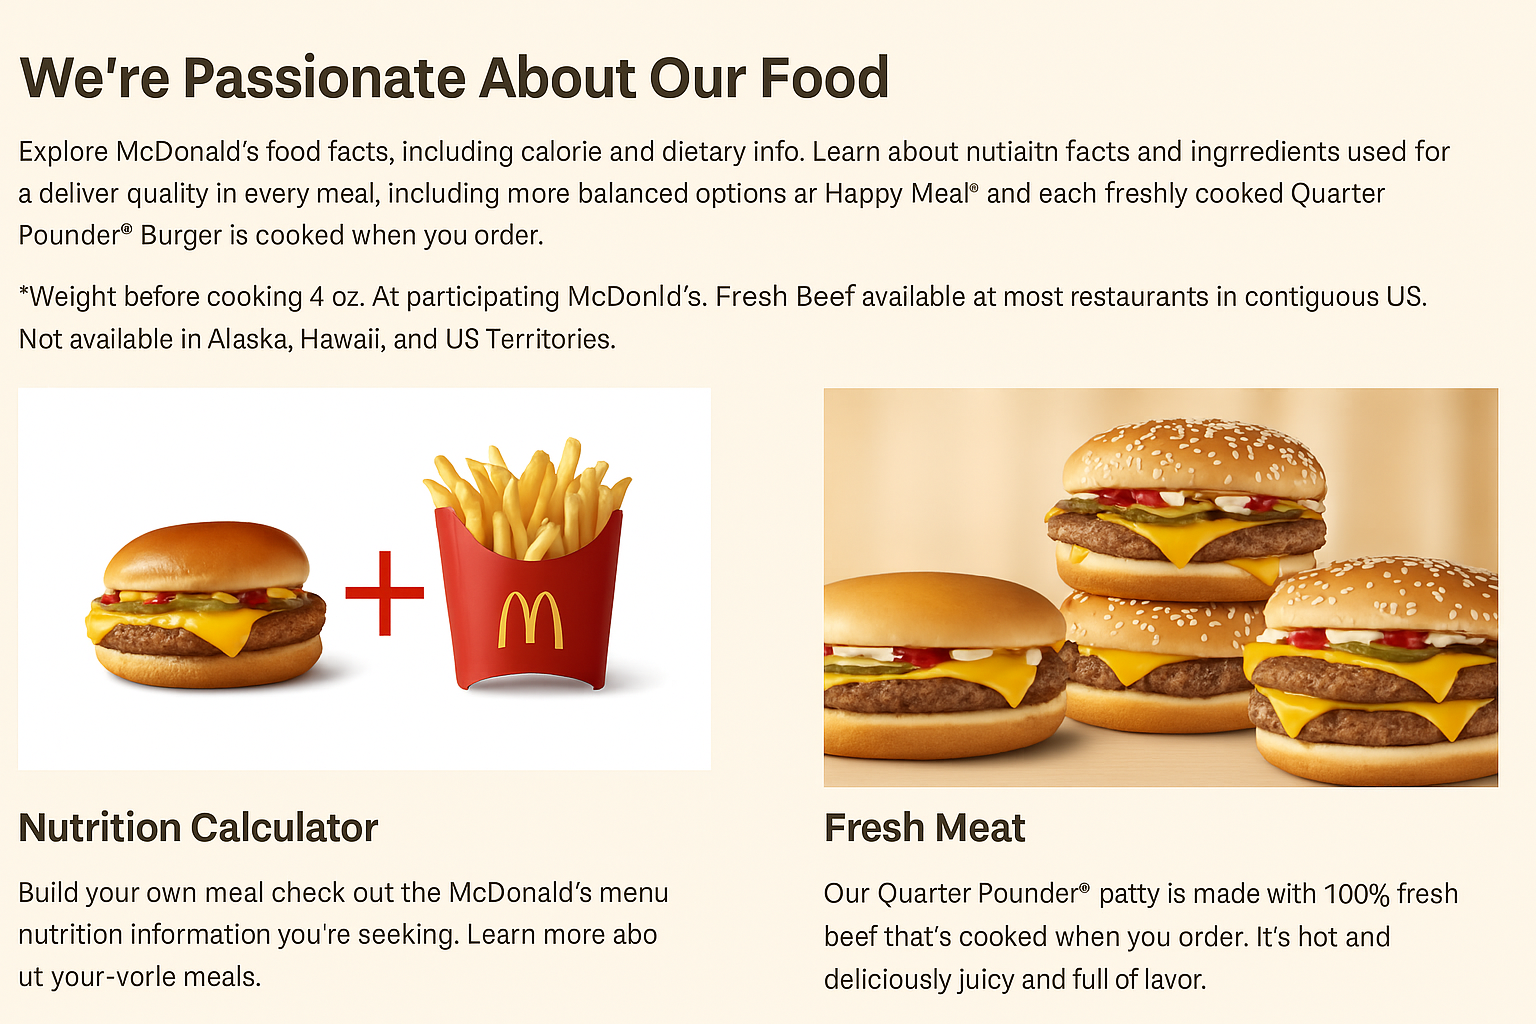 We're Passionate About Our Food
Explore McDonald's food facts, including calorie and dietary info. Learn about nutiaitn facts and ingrredients used for
a deliver quality in every meal, including more balanced options ar Happy Meal® and each freshly cooked Quarter
Pounder® Burger is cooked when you order.
*Weight before cooking 4 oz. At participating McDonld's. Fresh Beef available at most restaurants in contiguous US.
Not available in Alaska, Hawaii, and US Territories.
Nutrition Calculator
Build your own meal check out the McDonald's menu
nutrition information you're seeking. Learn more abo
ut your-vorle meals.
Fresh Meat
Our Quarter Pounder® patty is made with 100% fresh
beef that's cooked when you order. It's hot and
deliciously juicy and full of lavor.